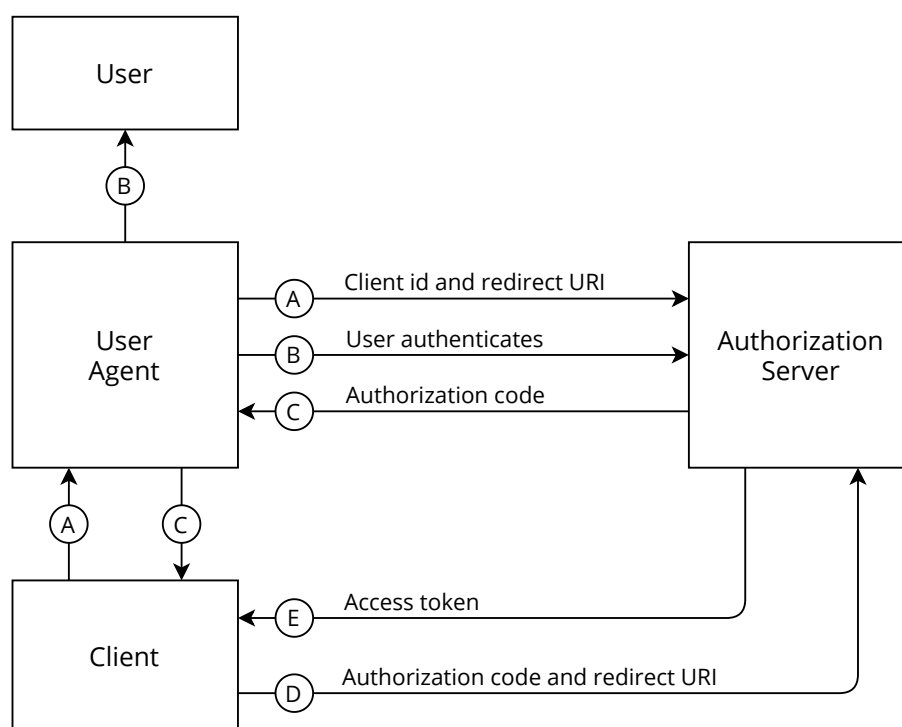 User
B
A
Client id and redirect URI
User
Agent
B
User authenticates
Authorization
Server
C
Authorization code
A
C
E
Access token
Client
D
Authorization code and redirect URI